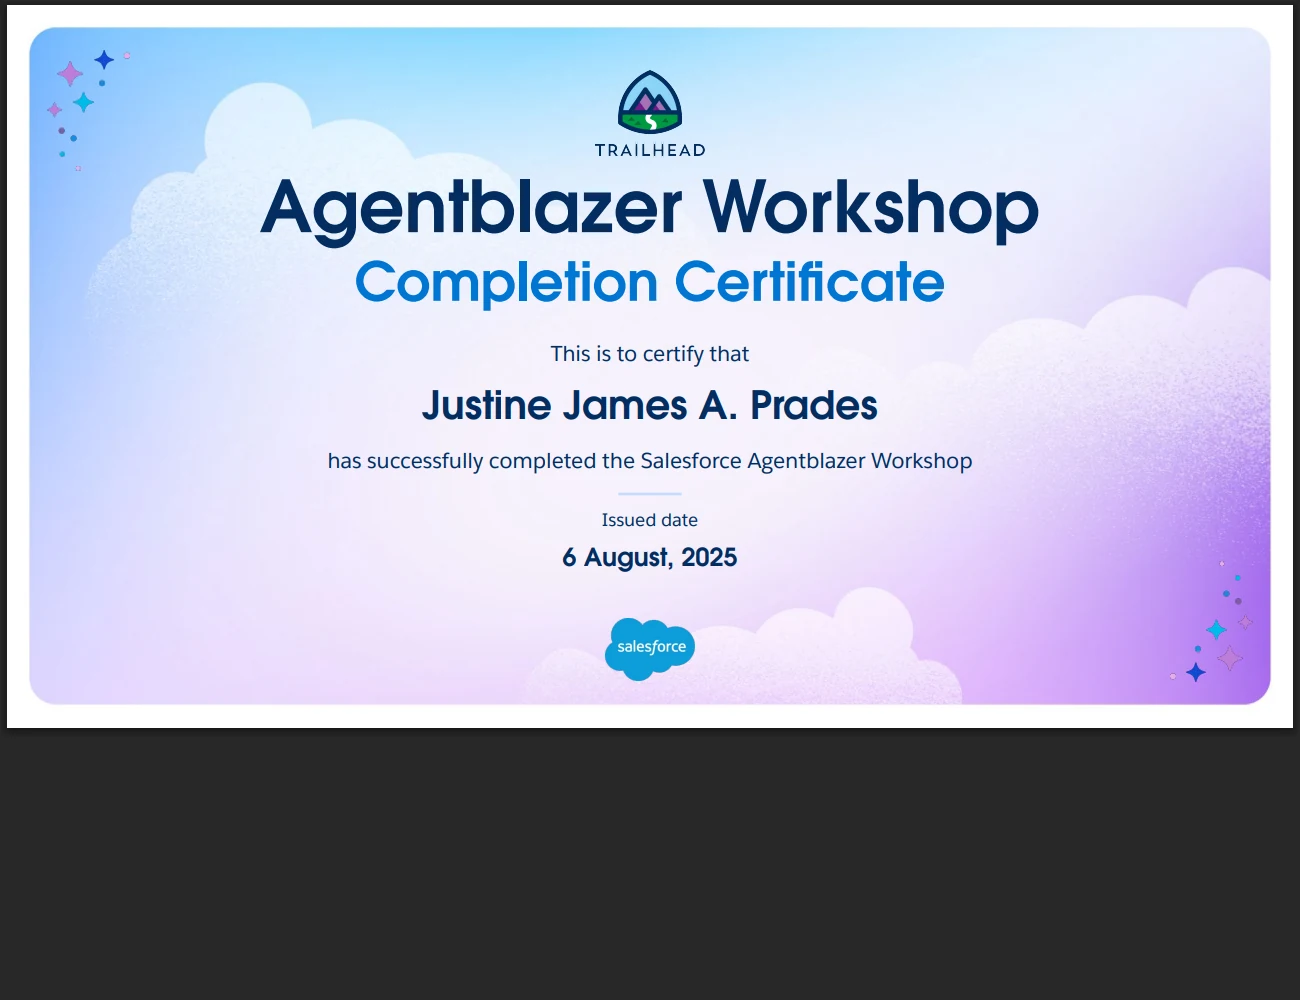 TRAILHEAD
Agentblazer Workshop
Completion Certificate
This is to certify that
Justine James A. Prades
has successfully completed the Salesforce Agentblazer Workshop
Issued date
6 August, 2025
salesforce